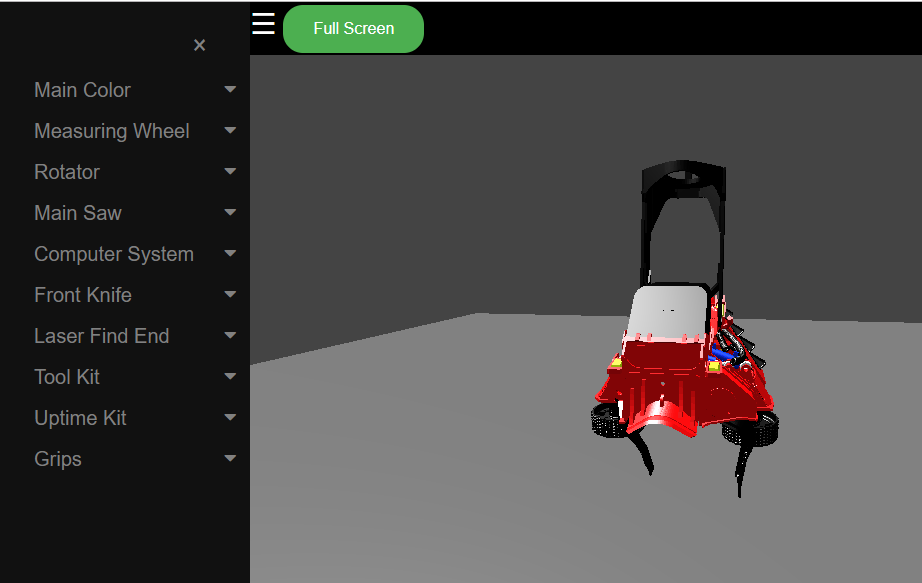 ×
☰ Full Screen
Main Color
Measuring Wheel
Rotator
Main Saw
Computer System
Front Knife
Laser Find End
Tool Kit
Uptime Kit
Grips